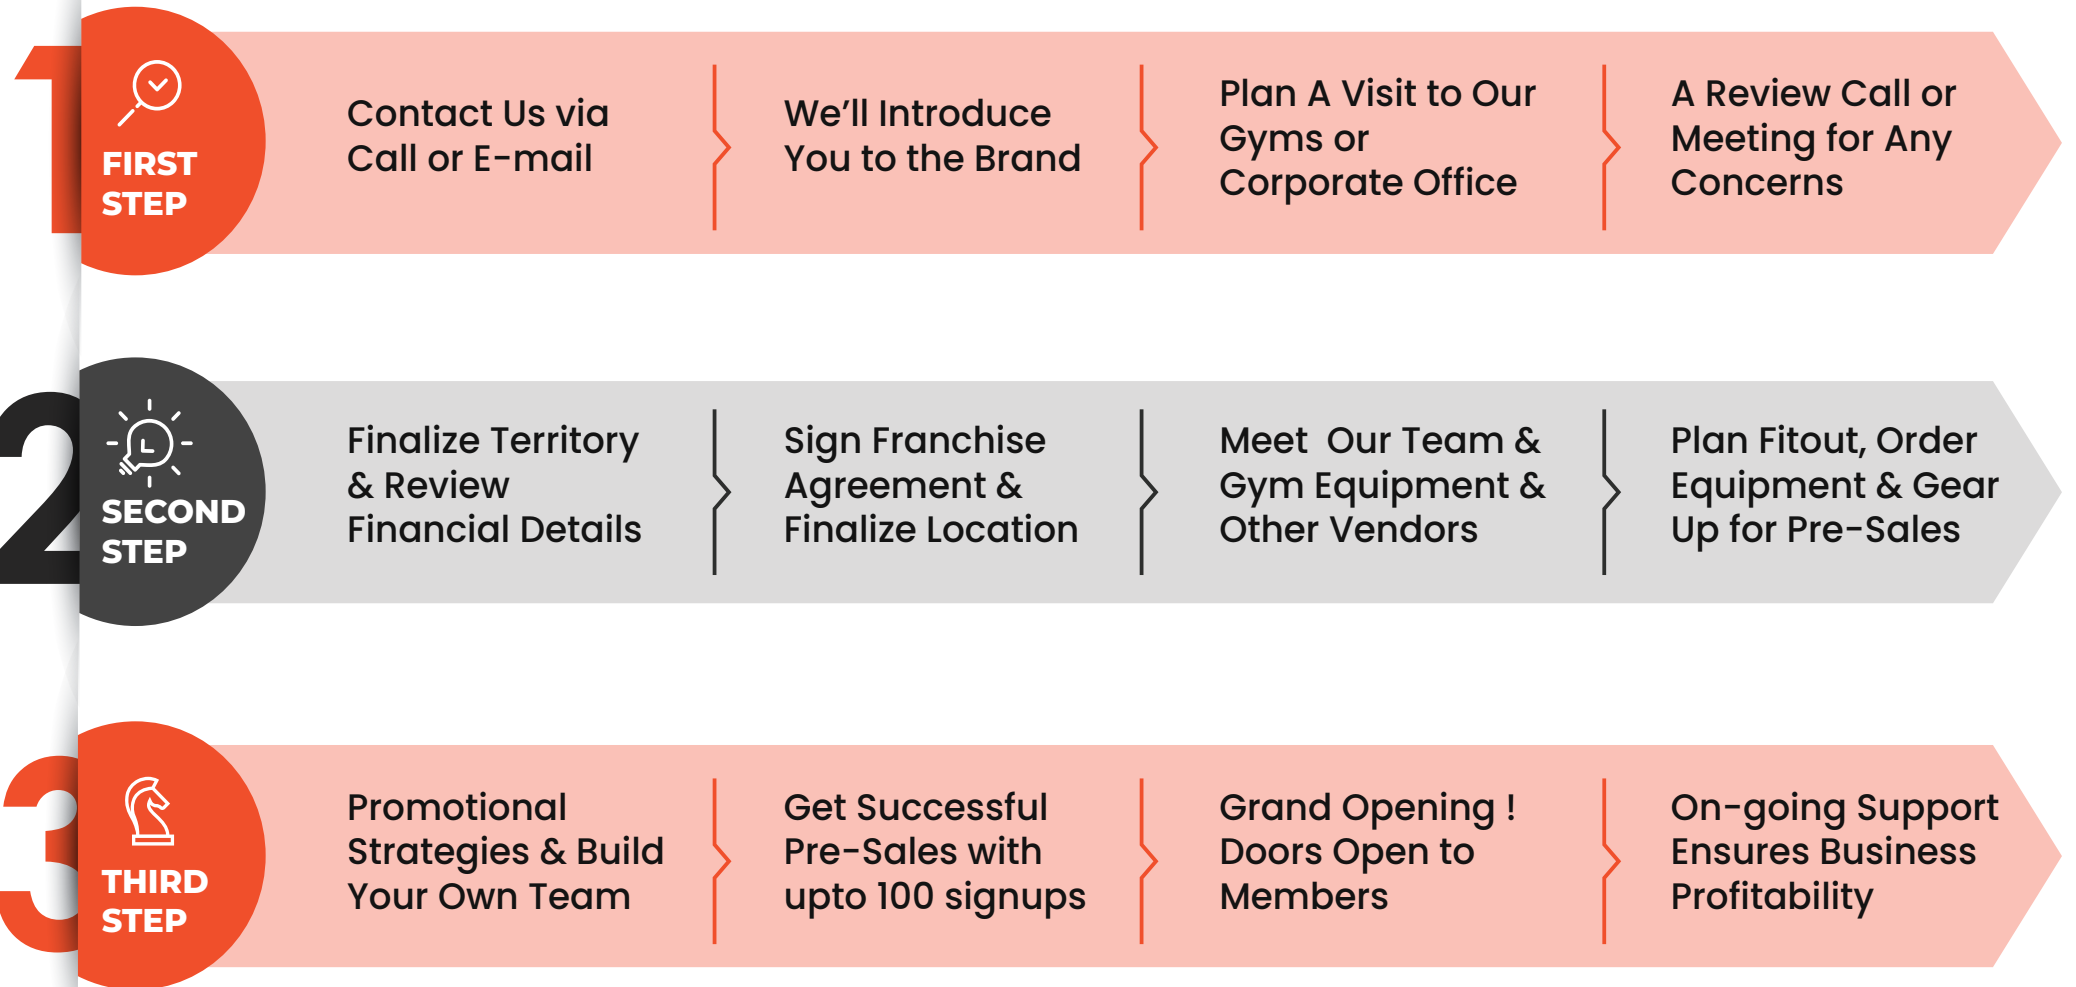 1
FIRST
STEP
Contact Us via
Call or E-mail
We’ll Introduce
You to the Brand
Plan A Visit to Our
Gyms or
Corporate Office
A Review Call or
Meeting for Any
Concerns
2
SECOND
STEP
Finalize Territory
& Review
Financial Details
Sign Franchise
Agreement &
Finalize Location
Meet  Our Team &
Gym Equipment &
Other Vendors
Plan Fitout, Order
Equipment & Gear
Up for Pre-Sales
3
THIRD
STEP
Promotional
Strategies & Build
Your Own Team
Get Successful
Pre-Sales with
upto 100 signups
Grand Opening !
Doors Open to
Members
On-going Support
Ensures Business
Profitability